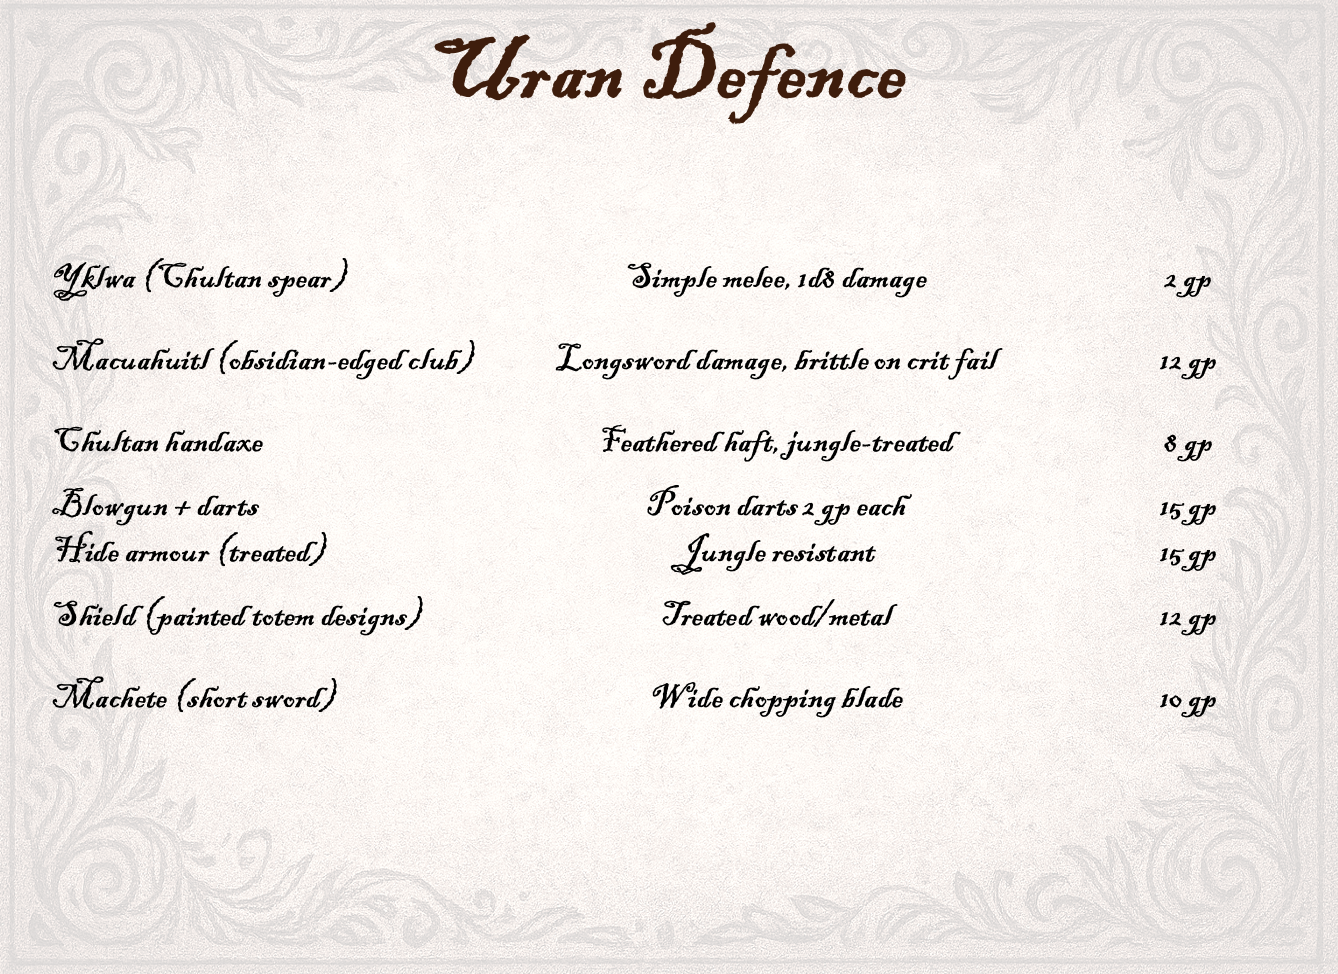 Uran Defence
Yklwa (Chultan spear) Simple melee, 1d8 damage 2 gp
Macuahuitl (obsidian-edged club) Longsword damage, brittle on crit fail 12 gp
Chultan handaxe Feathered haft, jungle-treated 8 gp
Blowgun + darts Poison darts 2 gp each 15 gp
Hide armour (treated) Jungle resistant 15 gp
Shield (painted totem designs) Treated wood/metal 12 gp
Machete (short sword) Wide chopping blade 10 gp